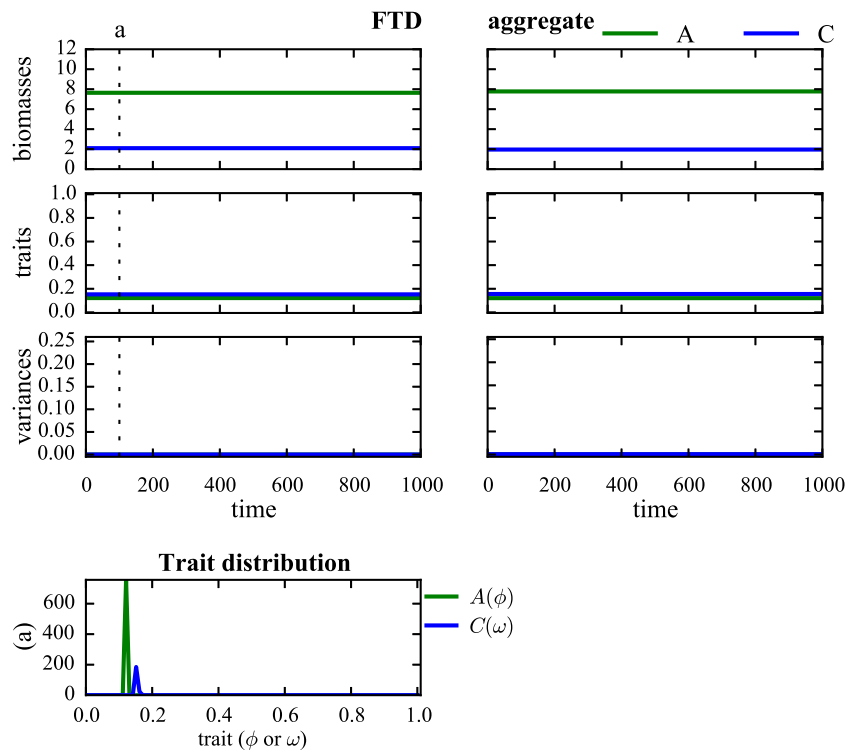 FTD aggregate
a A C
biomasses
12
10
8
6
4
2
0
traits
1.0
0.8
0.6
0.4
0.2
0.0
variances
0.25
0.20
0.15
0.10
0.05
0.00
0 200 400 600 800 1000
0 200 400 600 800 1000
time time
Trait distribution
(a)
600
400
200
0
0.0 0.2 0.4 0.6 0.8 1.0
trait (ϕ or ω)
A(ϕ)
C(ω)